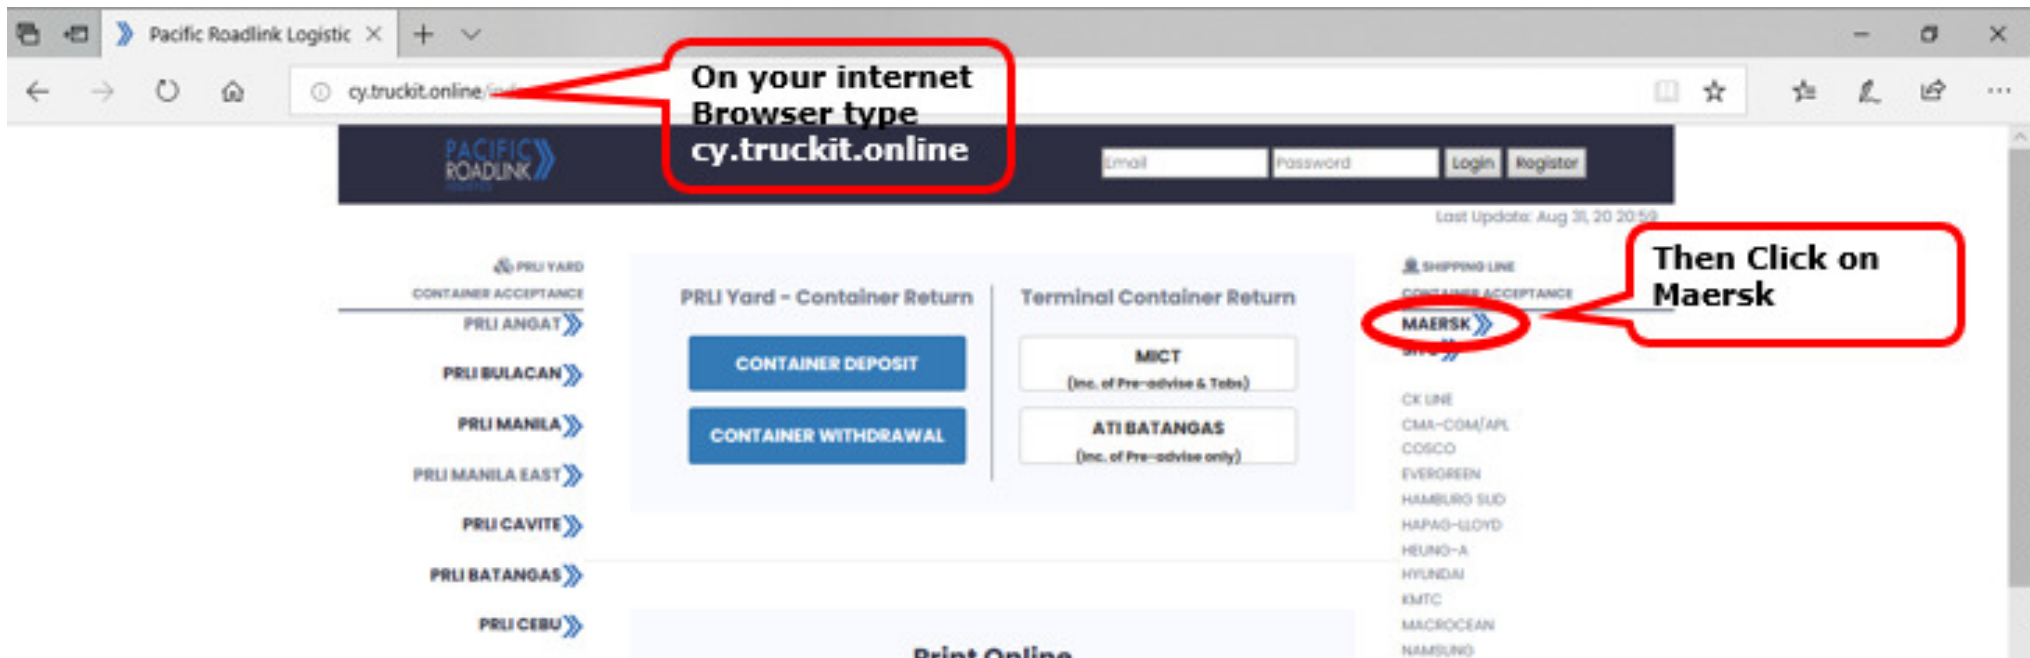 Pacific Roadlink Logistic
cy.truckit.online/
On your internet
Browser type
cy.truckit.online
PACIFIC
ROADLINK
Email
Password
Login
Register
Last Update: Aug 31, 20 20:59
PRLI YARD
CONTAINER ACCEPTANCE
PRLI ANGAT
PRLI BULACAN
PRLI MANILA
PRLI MANILA EAST
PRLI CAVITE
PRLI BATANGAS
PRLI CEBU
PRLI Yard - Container Return
CONTAINER DEPOSIT
CONTAINER WITHDRAWAL
Terminal Container Return
MICT
(Inc. of Pre-advise & Tabs)
ATI BATANGAS
(Inc. of Pre-advise only)
Print Online
SHIPPING LINE
CONTAINER ACCEPTANCE
MAERSK
Then Click on
Maersk
CK LINE
CMA-COM/APL
COSCO
EVERGREEN
HAMBURG SUD
HAPAG-LLOYD
HEUNG-A
HYUNDAI
KMTC
MACROCEAN
NAMSUNG